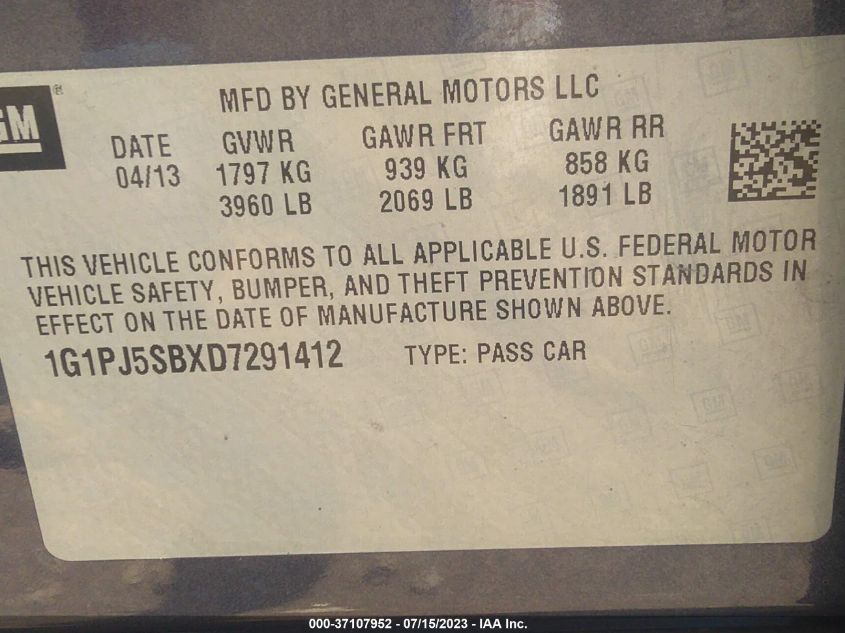 GM ®
MFD BY GENERAL MOTORS LLC
DATE GVWR GAWR FRT GAWR RR
04/13 1797 KG 939 KG 858 KG
3960 LB 2069 LB 1891 LB
THIS VEHICLE CONFORMS TO ALL APPLICABLE U.S. FEDERAL MOTOR
VEHICLE SAFETY, BUMPER, AND THEFT PREVENTION STANDARDS IN
EFFECT ON THE DATE OF MANUFACTURE SHOWN ABOVE.
1G1PJ5SBXD7291412 TYPE: PASS CAR
000-37107952 - 07/15/2023 - IAA Inc.